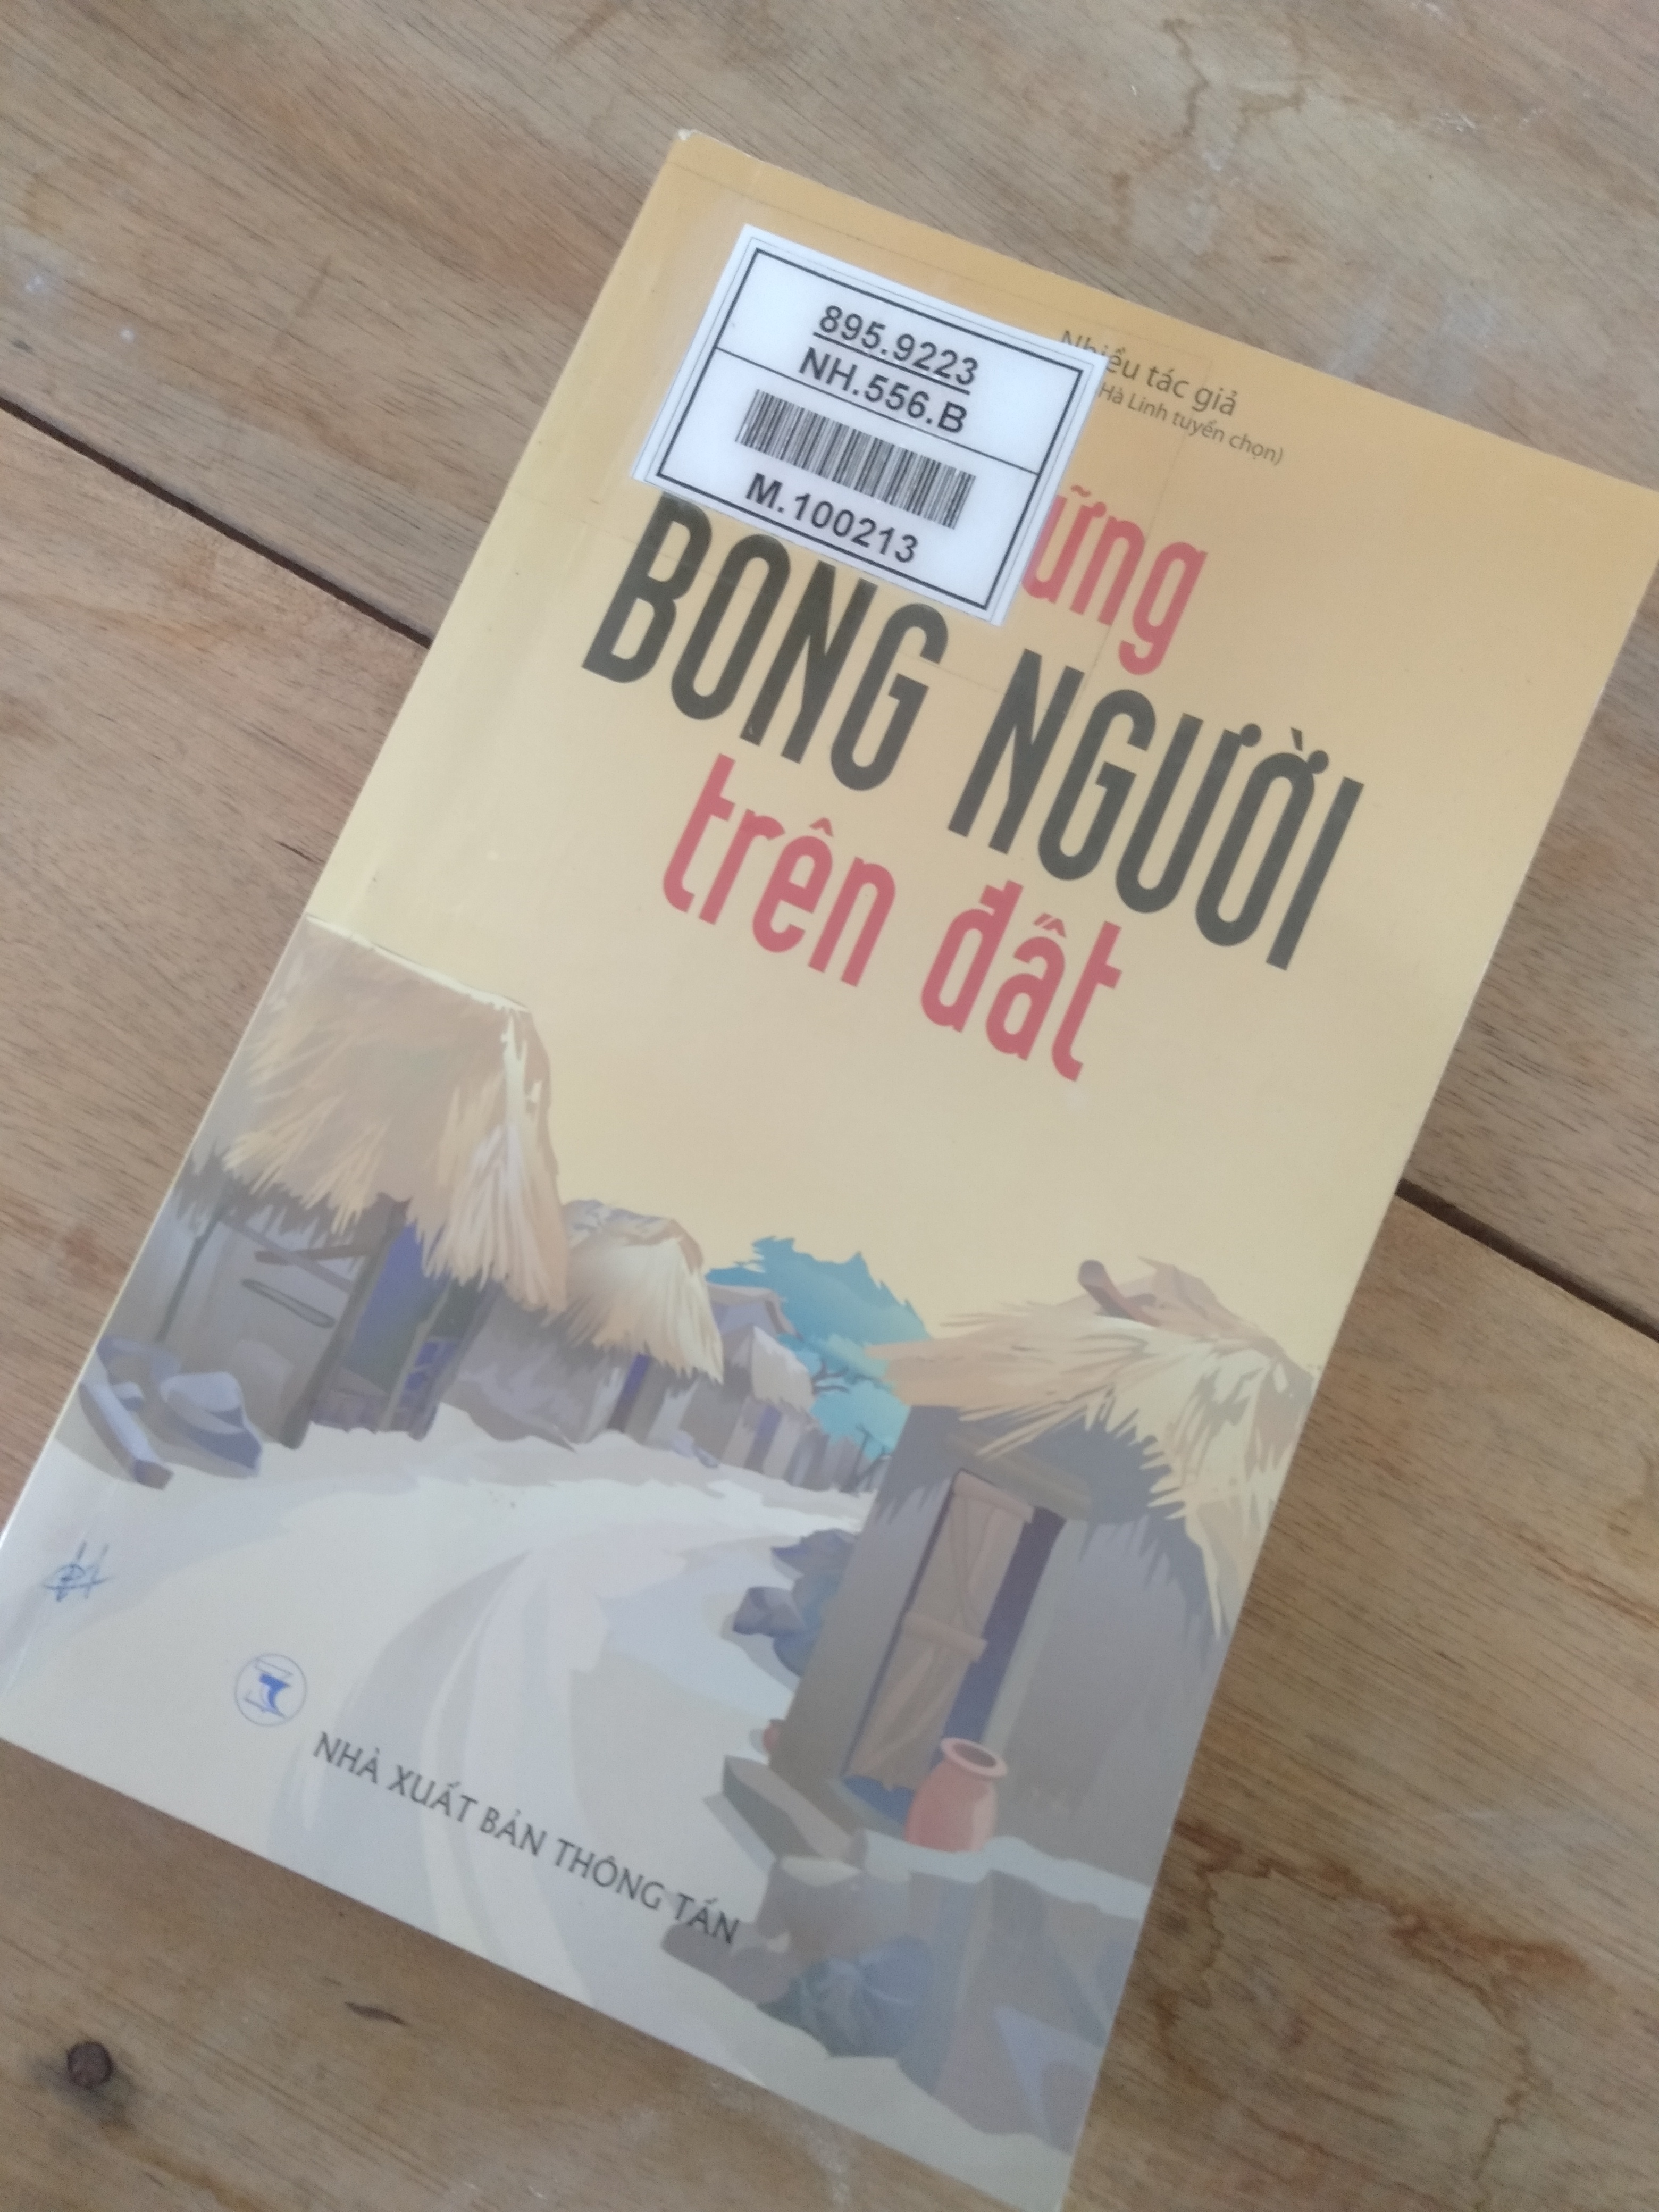 895.9223
NH.556.B
M.100213
Nhiều tác giả
Hà Linh tuyển chọn)
ững
BONG NGƯỜI
trên đất
NHÀ XUẤT BẢN THÔNG TẤN